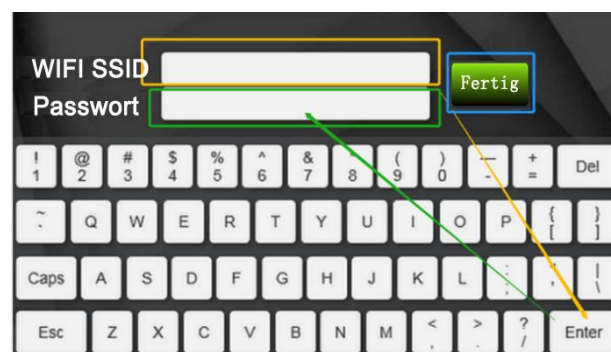 WIFI SSID
Fertig
Passwort
! @ # $ % ^ & * ( ) — + Del
1 2 3 4 5 6 7 8 9 0 - =
~ Q W E R T Y U I O P { }
` [ ]
Caps A S D F G H J K L : " |
; ' \
Esc Z X C V B N M < > ? Enter
, . /